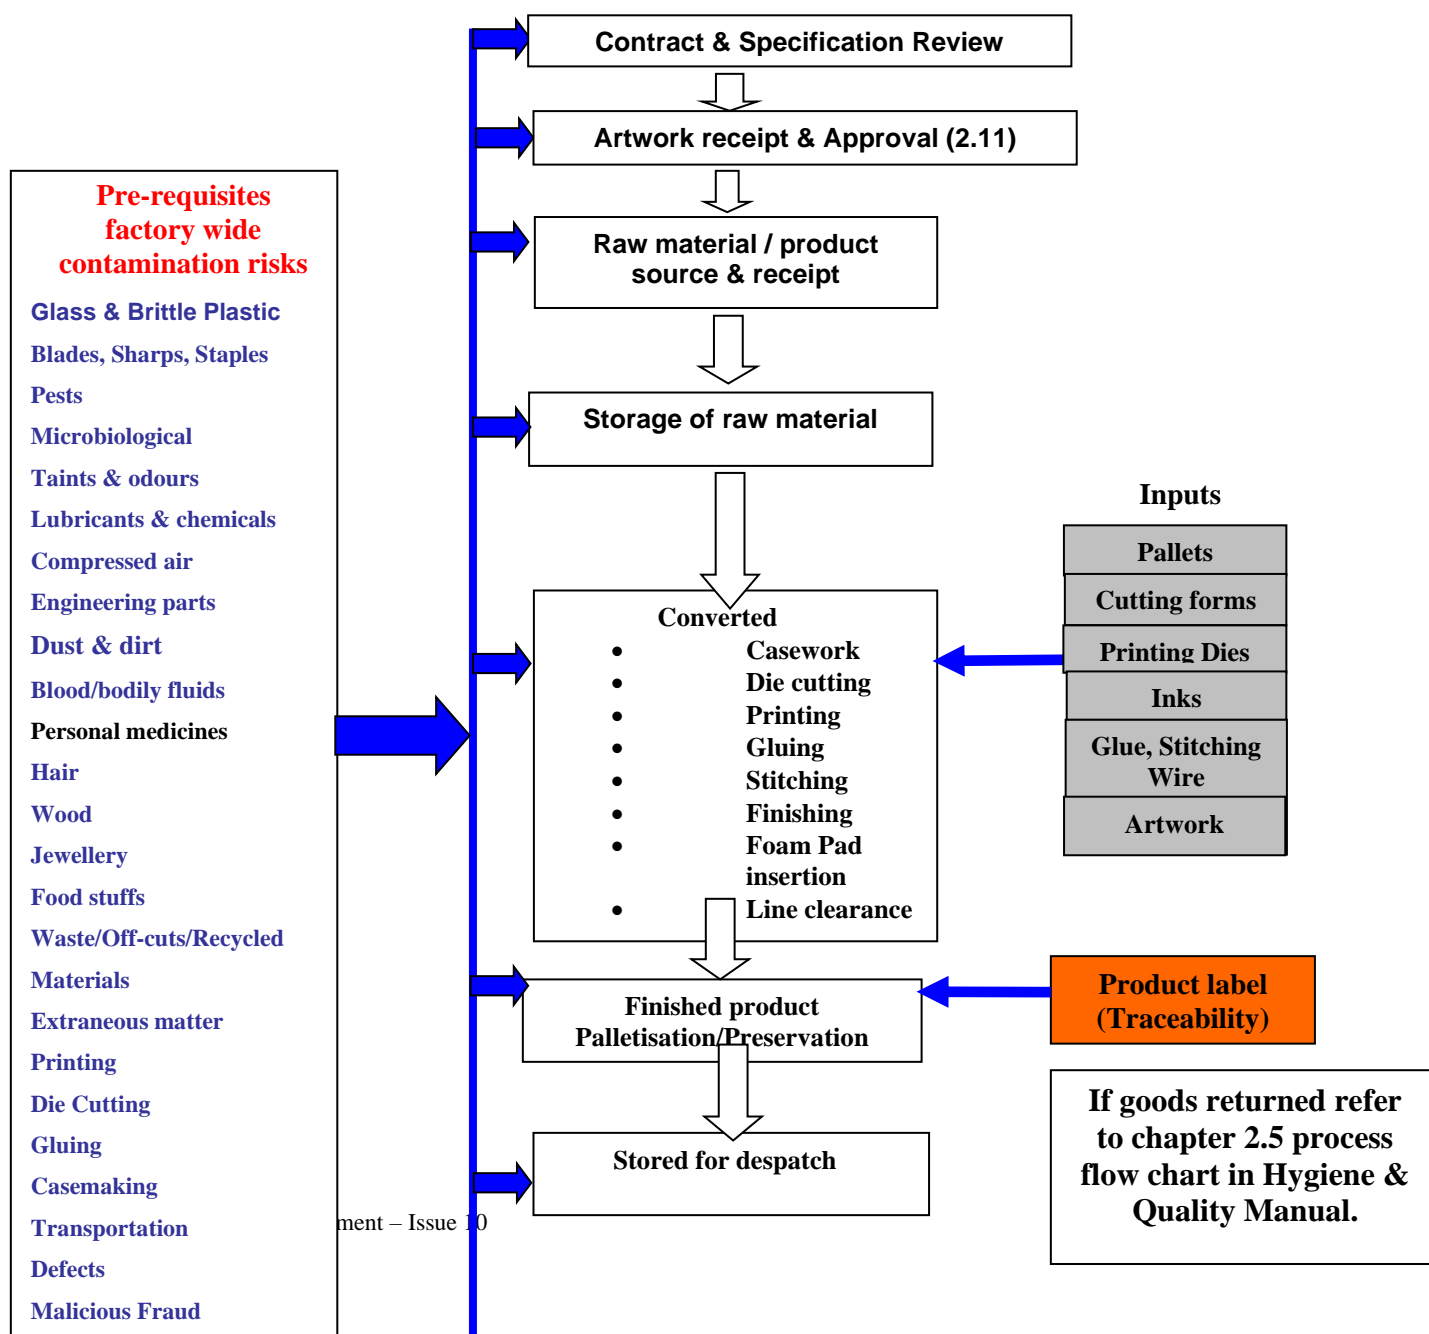 Contract & Specification Review
Artwork receipt & Approval (2.11)
Pre-requisites
factory wide
contamination risks
Glass & Brittle Plastic
Blades, Sharps, Staples
Pests
Microbiological
Taints & odours
Lubricants & chemicals
Compressed air
Engineering parts
Dust & dirt
Blood/bodily fluids
Personal medicines
Hair
Wood
Jewellery
Food stuffs
Waste/Off-cuts/Recycled
Materials
Extraneous matter
Printing
Die Cutting
Gluing
Casemaking
Transportation
Defects
Malicious Fraud
Raw material / product
source & receipt
Storage of raw material
Converted
• Casework
• Die cutting
• Printing
• Gluing
• Stitching
• Finishing
• Foam Pad
insertion
• Line clearance
Inputs
Pallets
Cutting forms
Printing Dies
Inks
Glue, Stitching
Wire
Artwork
Finished product
Palletisation/Preservation
Product label
(Traceability)
Stored for despatch
If goods returned refer
to chapter 2.5 process
flow chart in Hygiene &
Quality Manual.
ment – Issue 10